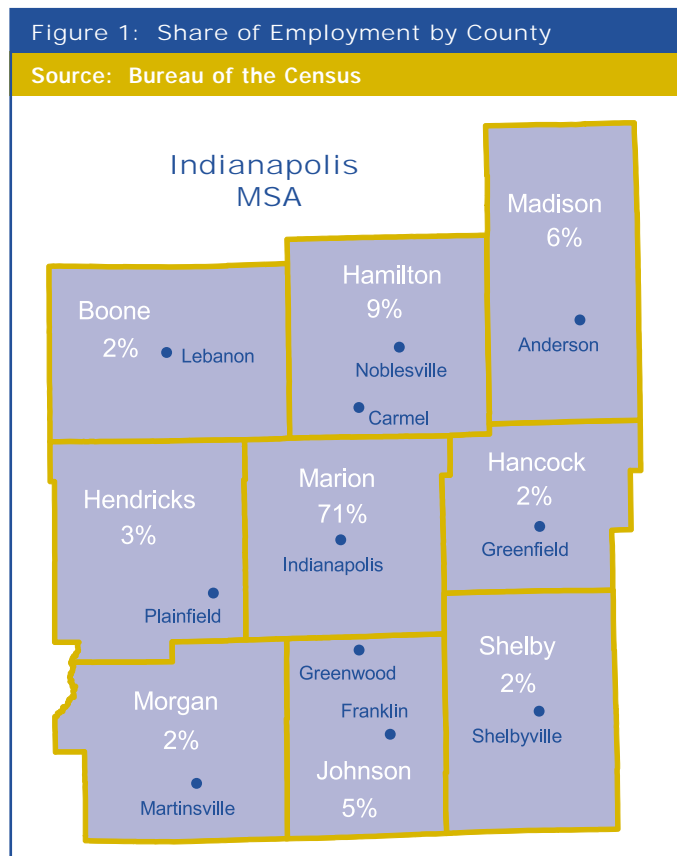 Figure 1: Share of Employment by County
Source: Bureau of the Census
Indianapolis
MSA
Madison
6%
Anderson
Hamilton
9%
Noblesville
Carmel
Boone
2%
Lebanon
Hendricks
3%
Plainfield
Marion
71%
Indianapolis
Hancock
2%
Greenfield
Morgan
2%
Martinsville
Greenwood
Franklin
Johnson
5%
Shelby
2%
Shelbyville